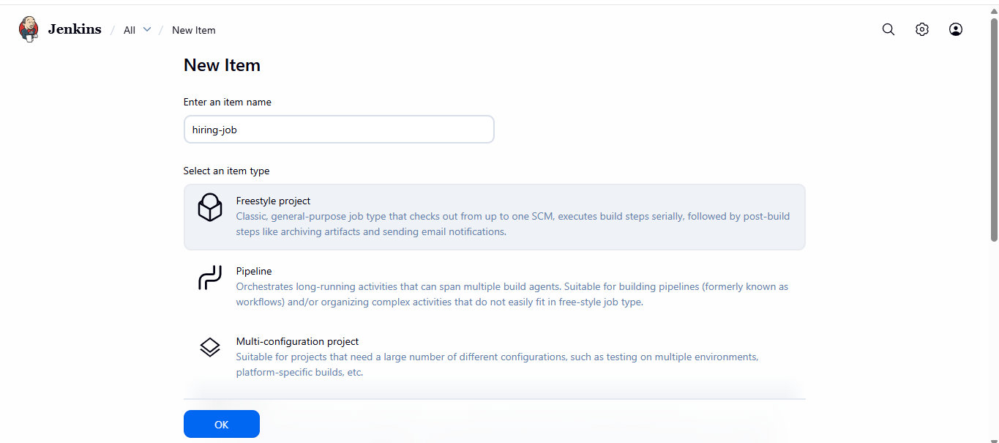 Jenkins / All / New Item
New Item
Enter an item name
hiring-job
Select an item type
Freestyle project
Classic, general-purpose job type that checks out from up to one SCM, executes build steps serially, followed by post-build
steps like archiving artifacts and sending email notifications.
Pipeline
Orchestrates long-running activities that can span multiple build agents. Suitable for building pipelines (formerly known as
workflows) and/or organizing complex activities that do not easily fit in free-style job type.
Multi-configuration project
Suitable for projects that need a large number of different configurations, such as testing on multiple environments,
platform-specific builds, etc.
OK